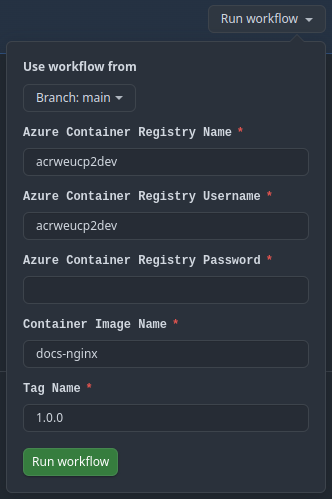 Run workflow
Use workflow from
Branch: main
Azure Container Registry Name *
acrweucp2dev
Azure Container Registry Username *
acrweucp2dev
Azure Container Registry Password *
Container Image Name *
docs-nginx
Tag Name *
1.0.0
Run workflow